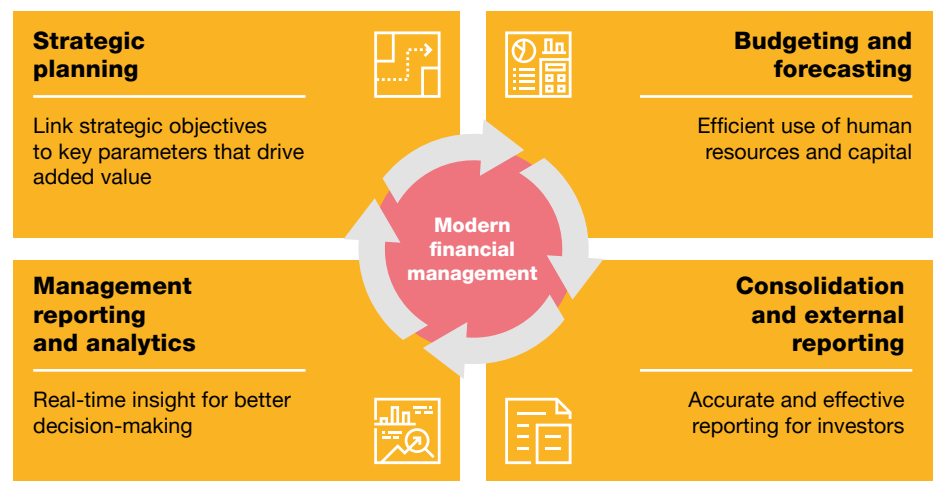 Strategic
planning
Link strategic objectives
to key parameters that drive
added value
Budgeting and
forecasting
Efficient use of human
resources and capital
Modern
financial
management
Management
reporting
and analytics
Real-time insight for better
decision-making
Consolidation
and external
reporting
Accurate and effective
reporting for investors